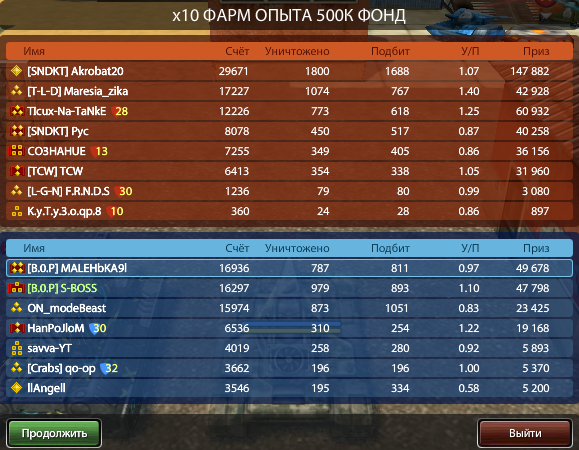 x10 ФАРМ ОПЫТА 500К ФОНД
Имя Счёт Уничтожено Подбит У/П Приз
[SNDKT] Akrobat20 29671 1800 1688 1.07 147 882
[T-L-D] Maresia_zika 17227 1074 767 1.40 42 928
TIcux-Na-TaNkE 28 12226 773 618 1.25 60 932
[SNDKT] Pyc 8078 450 517 0.87 40 258
CO3HAHUE 13 7255 349 405 0.86 36 156
[TCW] TCW 6413 354 338 1.05 31 960
[L-G-N] F.R.N.D.S 30 1236 79 80 0.99 3 080
K.y.T.y.3.o.qp.8 10 360 24 28 0.86 897
Имя Счёт Уничтожено Подбит У/П Приз
[B.0.P] MALEHbKA9l 16936 787 811 0.97 49 678
[B.0.P] S-BOSS 16297 979 893 1.10 47 798
ON_modeBeast 15974 873 1051 0.83 23 425
HanPoJloM 30 6536 310 254 1.22 19 168
savva-YT 4019 258 280 0.92 5 893
[Crabs] qo-op 32 3662 196 196 1.00 5 370
llAngell 3546 195 334 0.58 5 200
Продолжить Выйти